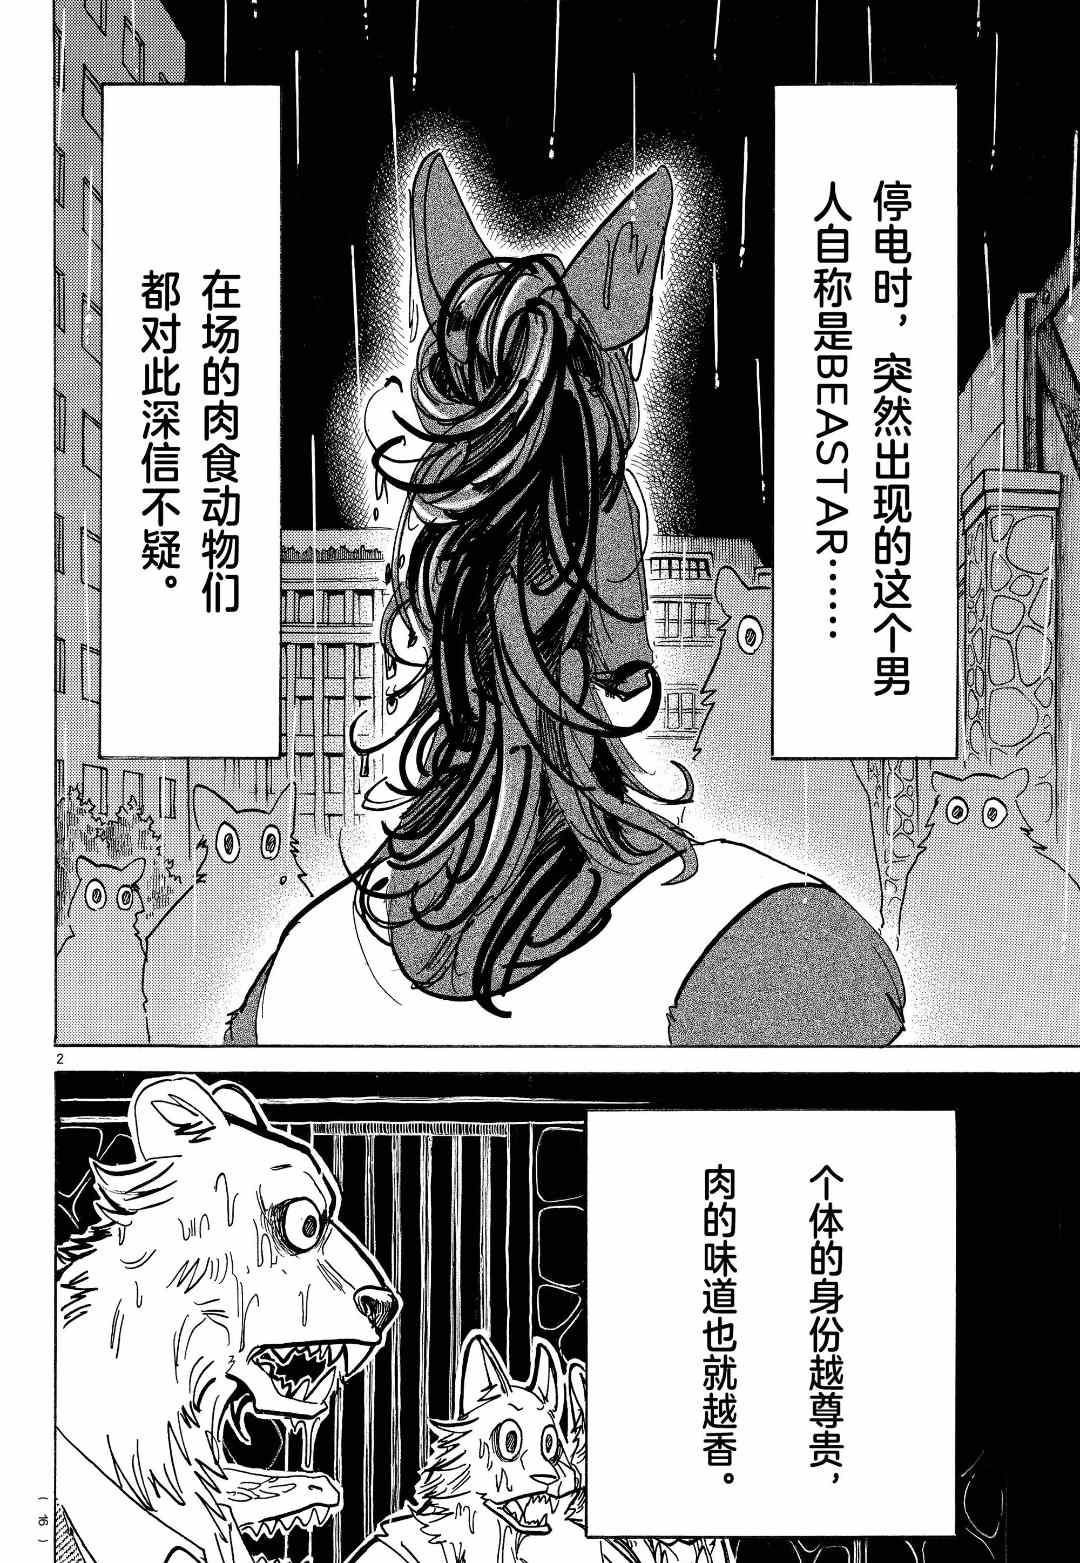 停电时，突然出现的这个男
人自称是BEASTAR……
在场的肉食动物们
都对此深信不疑。
2
个体的身份越尊贵，
肉的味道也就越香。
(16)